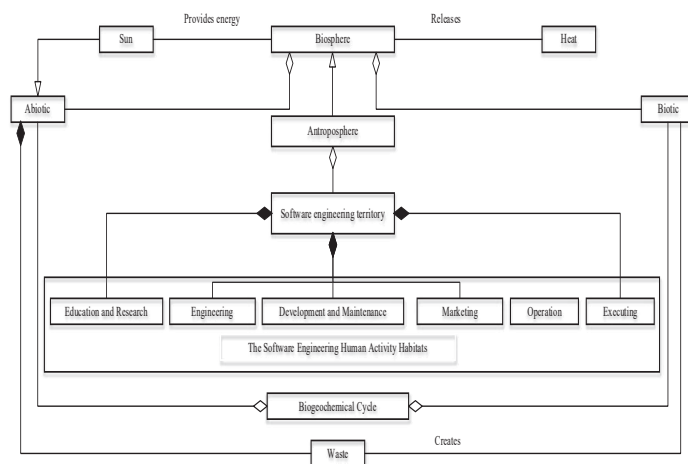 Provides energy
Releases
Sun
Biosphere
Heat
Abiotic
Biotic
Antroposphere
Software engineering territory
Education and Research
Engineering
Development and Maintenance
Marketing
Operation
Executing
The Software Engineering Human Activity Habitats
Biogeochemical Cycle
Creates
Waste